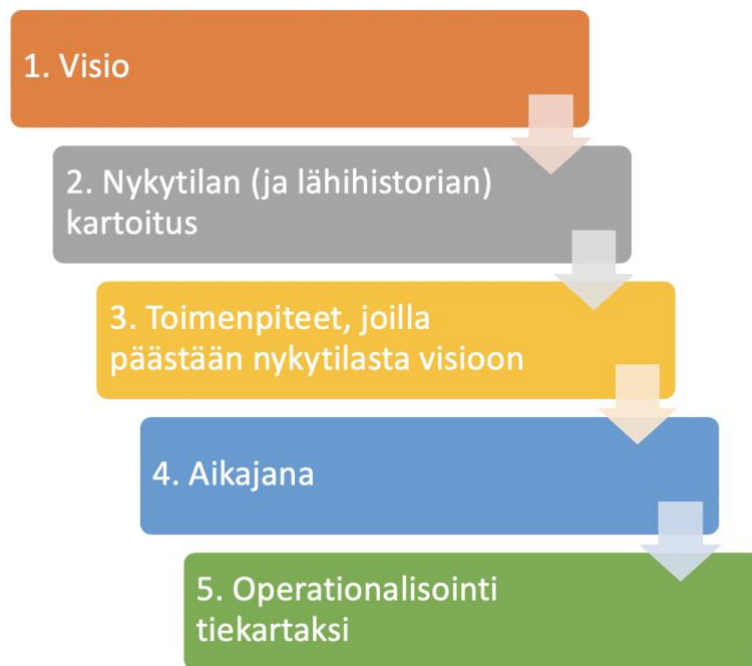 1. Visio
2. Nykytilan (ja lähihistorian)
kartoitus
3. Toimenpiteet, joilla
päästään nykytilasta visioon
4. Aikajana
5. Operationalisointi
tiekartaksi